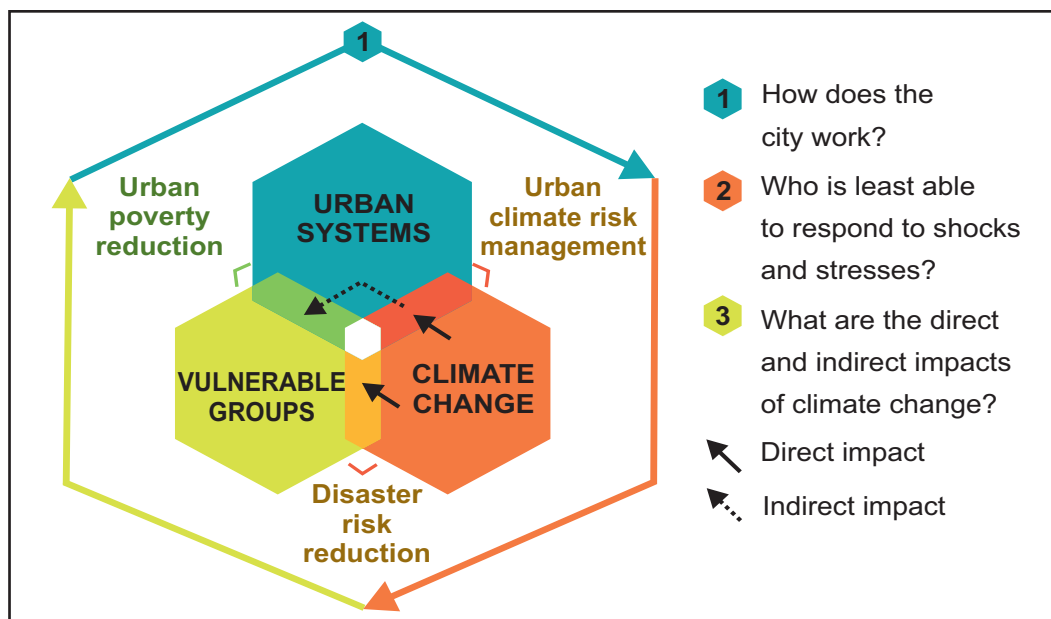 1
Urban
poverty
reduction
URBAN
SYSTEMS
Urban
climate risk
management
VULNERABLE
GROUPS
CLIMATE
CHANGE
Disaster
risk
reduction
1 How does the
city work?
2 Who is least able
to respond to shocks
and stresses?
3 What are the direct
and indirect impacts
of climate change?
Direct impact
Indirect impact